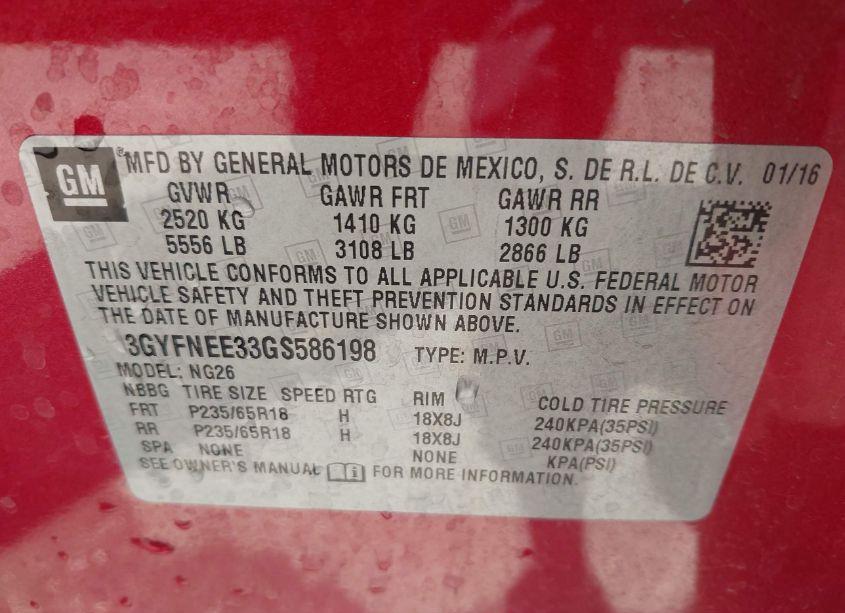 GM
®MFD BY GENERAL MOTORS DE MEXICO, S. DE R.L. DE C.V. 01/16
GVWR GAWR FRT GAWR RR
2520 KG 1410 KG 1300 KG
5556 LB 3108 LB 2866 LB
THIS VEHICLE CONFORMS TO ALL APPLICABLE U.S. FEDERAL MOTOR
VEHICLE SAFETY AND THEFT PREVENTION STANDARDS IN EFFECT ON
THE DATE OF MANUFACTURE SHOWN ABOVE.
3GYFNEE33GS586198 TYPE: M.P.V.
MODEL: NG26
NBBG TIRE SIZE SPEED RTG RIM COLD TIRE PRESSURE
FRT P235/65R18 H 18X8J 240KPA(35PSI)
RR P235/65R18 H 18X8J 240KPA(35PSI)
SPA NONE NONE KPA(PSI)
SEE OWNER'S MANUAL FOR MORE INFORMATION.